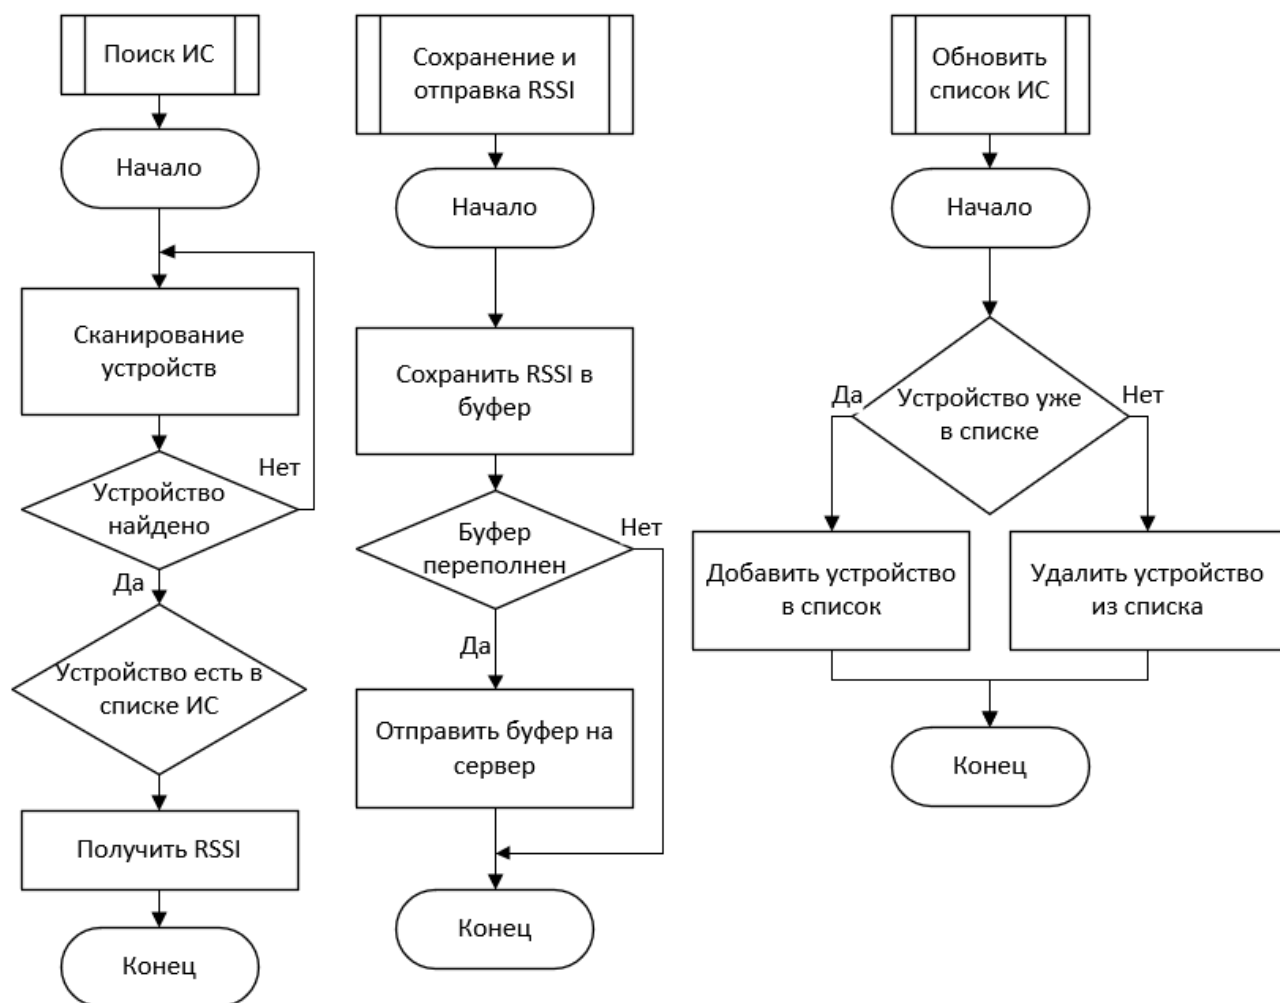 Поиск ИС
Начало
Сканирование
устройств
Нет
Устройство
найдено
Да
Устройство есть в
списке ИС
Получить RSSI
Конец
Сохранение и
отправка RSSI
Начало
Сохранить RSSI в
буфер
Нет
Буфер
переполнен
Да
Отправить буфер на
сервер
Конец
Обновить
список ИС
Начало
Да
Нет
Устройство уже
в списке
Добавить устройство
в список
Удалить устройство
из списка
Конец